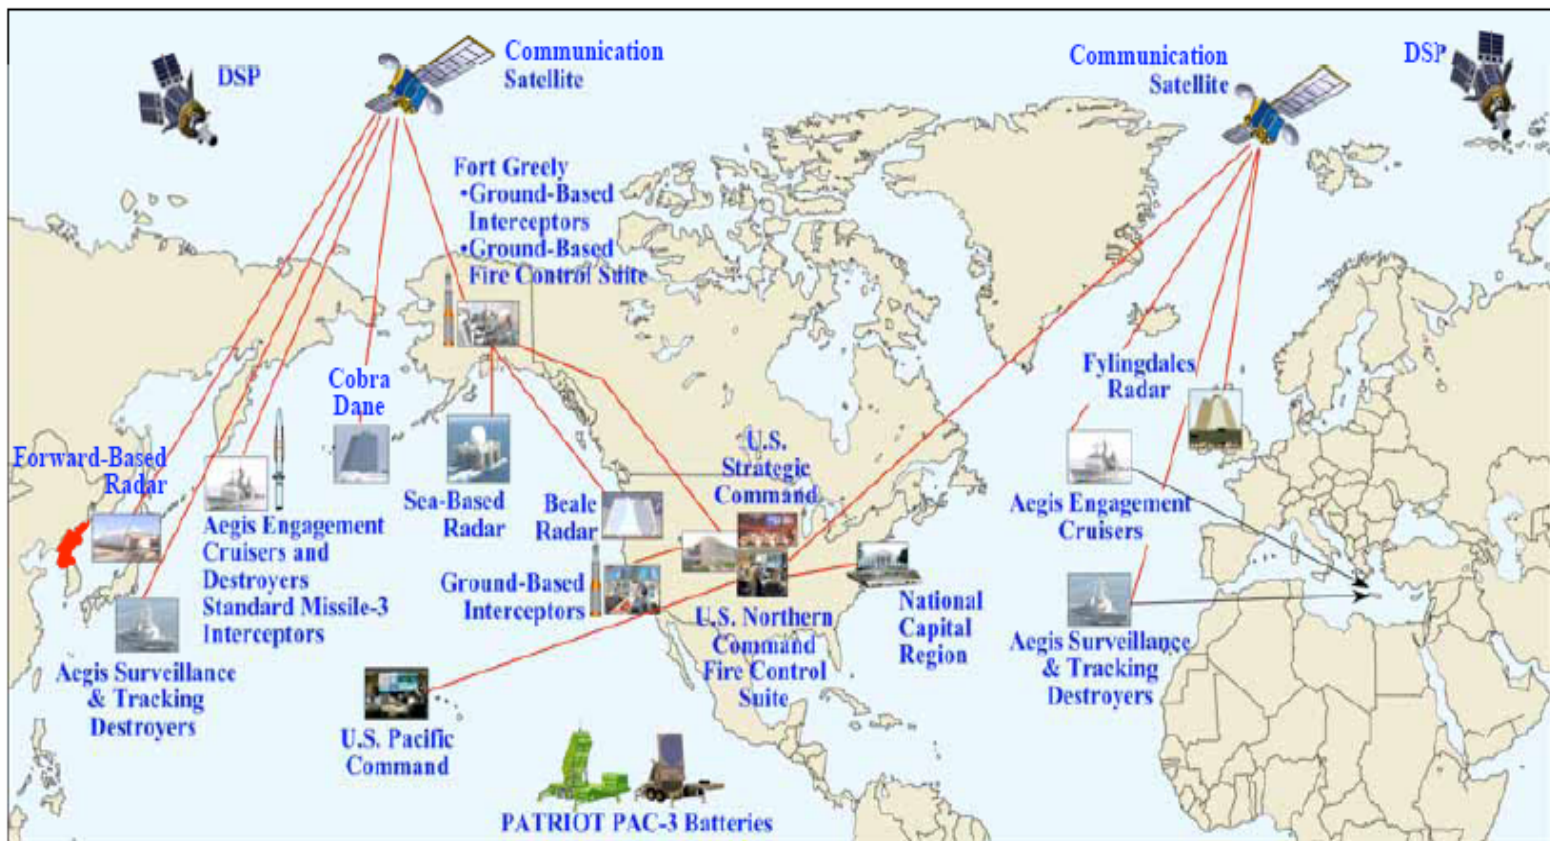 DSP
Communication
Satellite
Communication
Satellite
DSP
Fort Greely
•Ground-Based
Interceptors
•Ground-Based
Fire Control Suite
Cobra
Dane
Fylingdales
Radar
Forward-Based
Radar
Aegis Engagement
Cruisers and
Destroyers
Standard Missile-3
Interceptors
Sea-Based
Radar
Beale
Radar
U.S.
Strategic
Command
Aegis Engagement
Cruisers
Ground-Based
Interceptors
U.S. Northern
Command
Fire Control
Suite
National
Capital
Region
Aegis Surveillance
& Tracking
Destroyers
Aegis Surveillance
& Tracking
Destroyers
U.S. Pacific
Command
PATRIOT PAC-3 Batteries